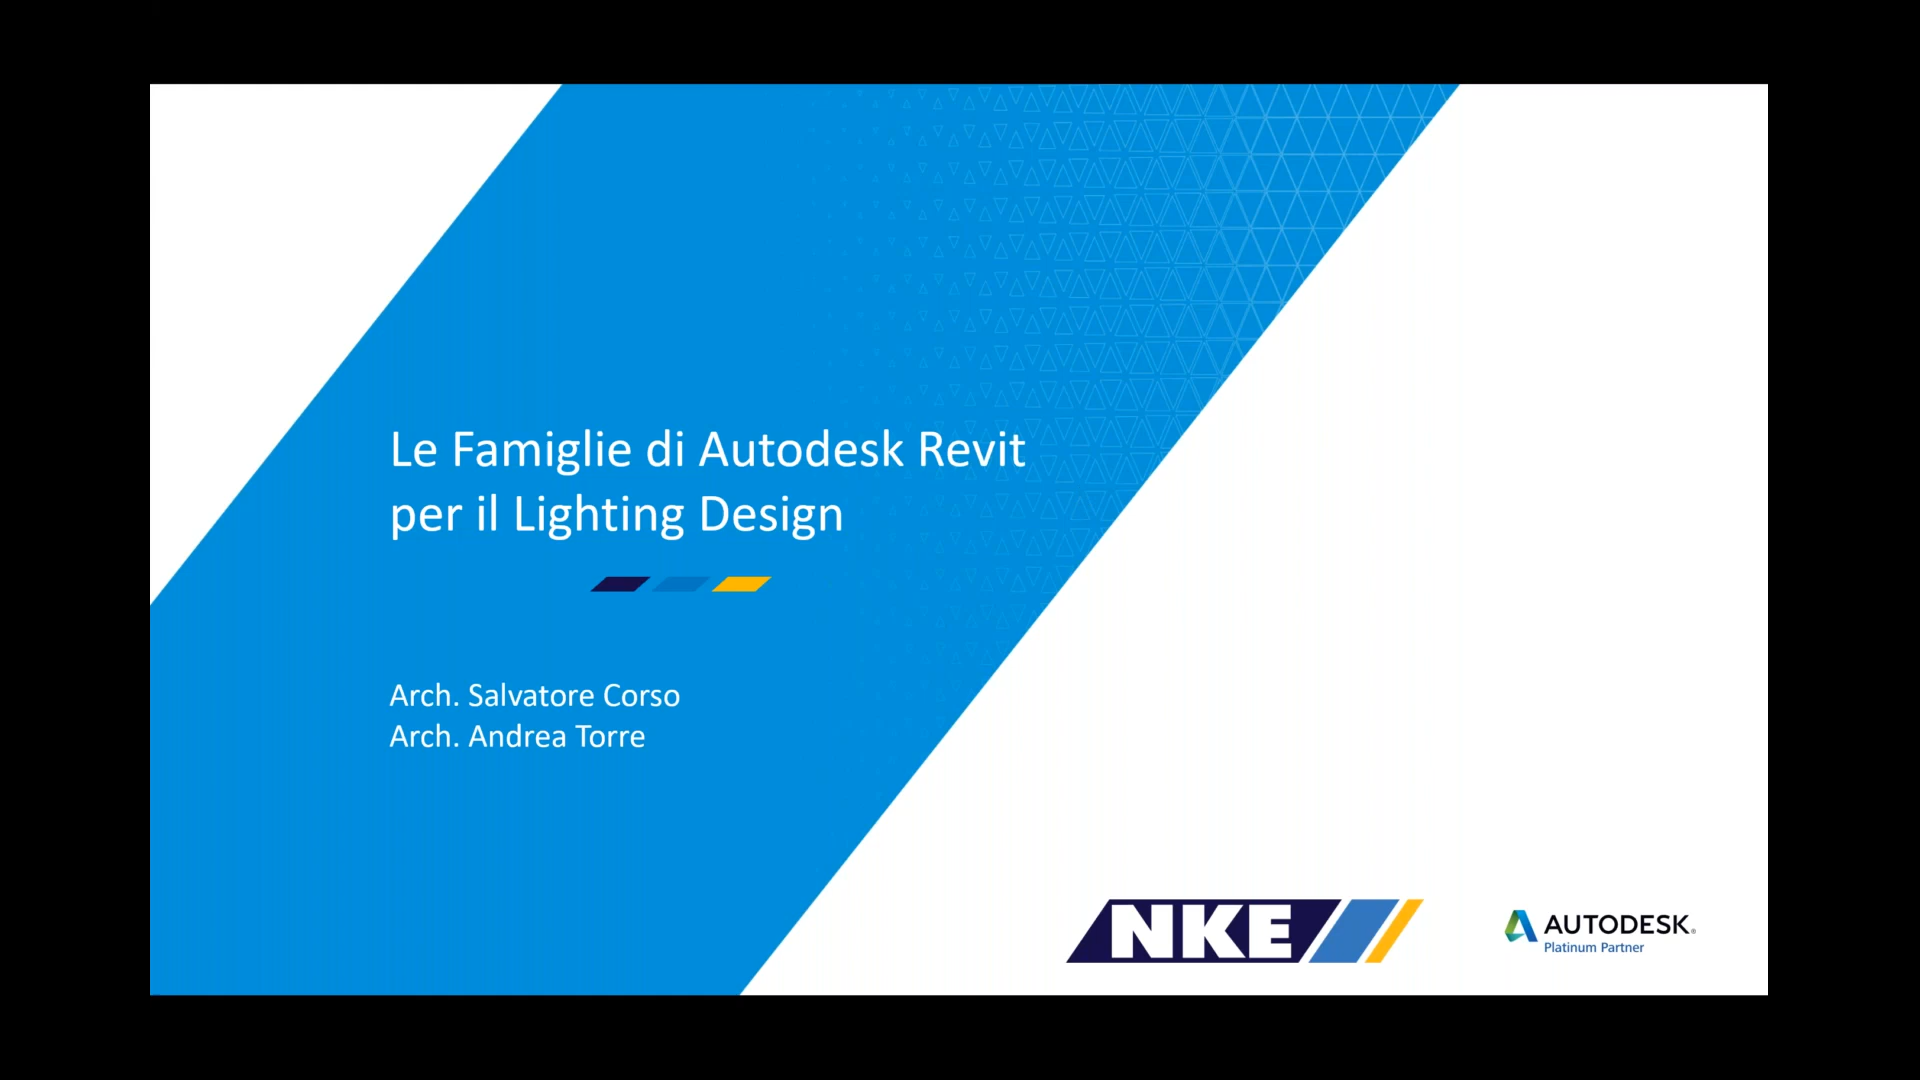 Le Famiglie di Autodesk Revit
per il Lighting Design
Arch. Salvatore Corso
Arch. Andrea Torre
NKE
AUTODESK®
Platinum Partner